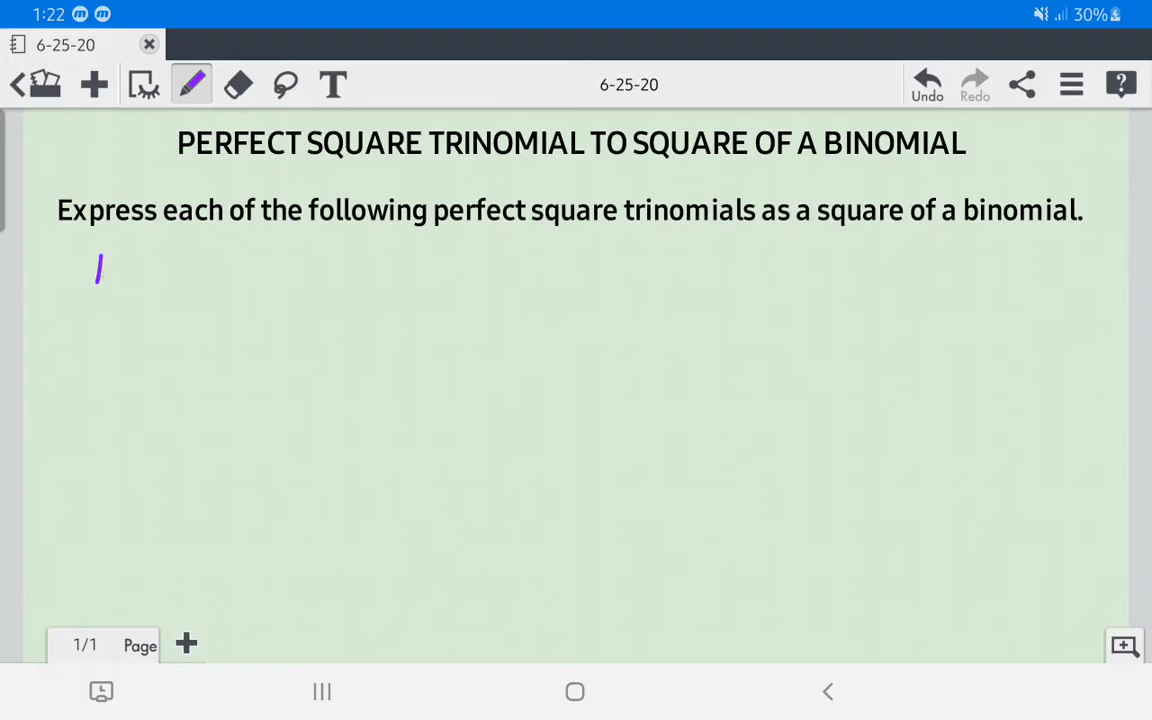 1:22 30%
6-25-20
6-25-20 Undo Redo
PERFECT SQUARE TRINOMIAL TO SQUARE OF A BINOMIAL
Express each of the following perfect square trinomials as a square of a binomial.
1/1 Page